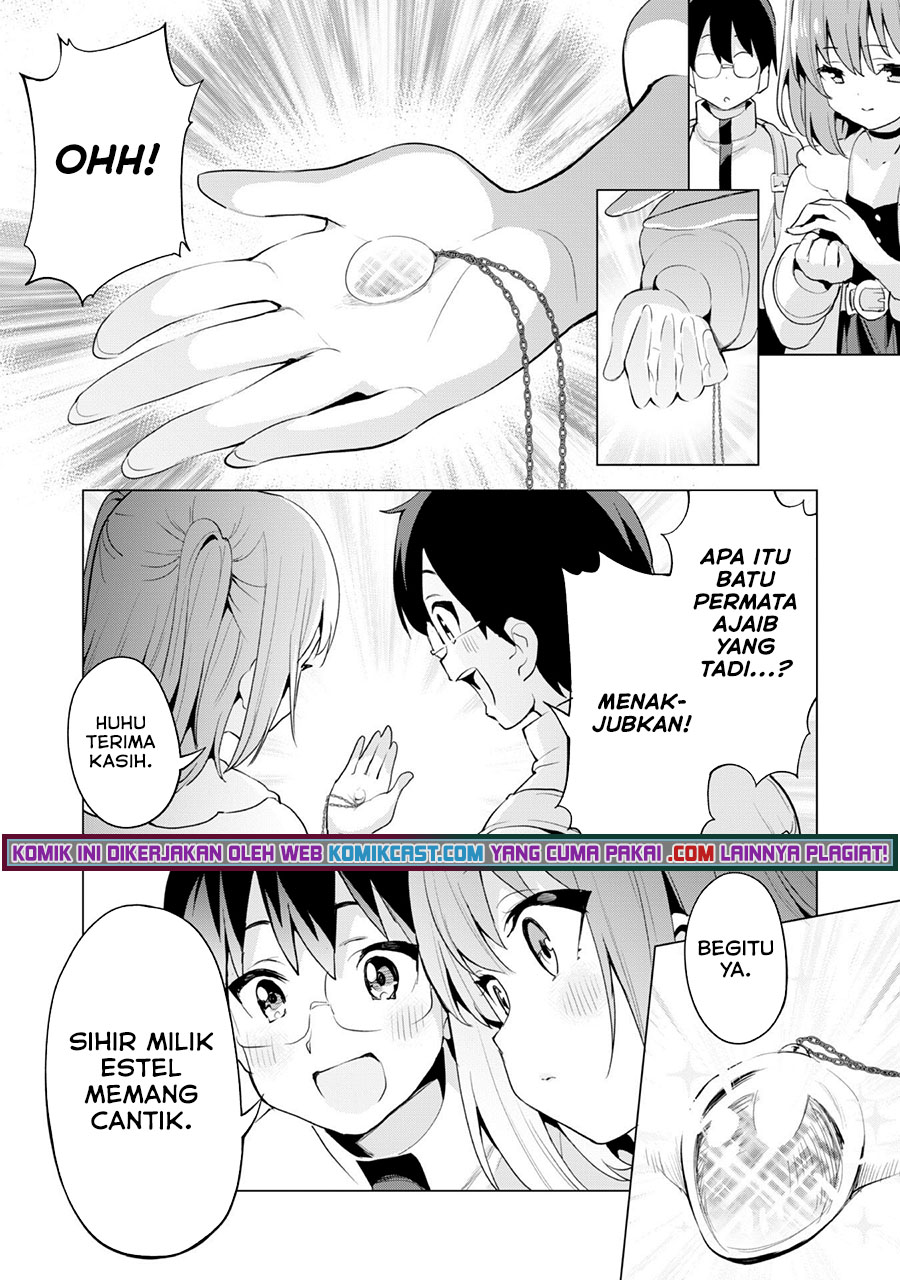 OHH!
APA ITU
BATU
PERMATA
AJAIB
YANG
TADI...?
MENAK-
JUBKAN!
HUHU
TERIMA
KASIH.
KOMIK INI DIKERJAKAN OLEH WEB KOMIKCAST.COM YANG CUMA PAKAI .COM LAINNYA PLAGIAT!
BEGITU
YA.
SIHIR MILIK
ESTEL
MEMANG
CANTIK.